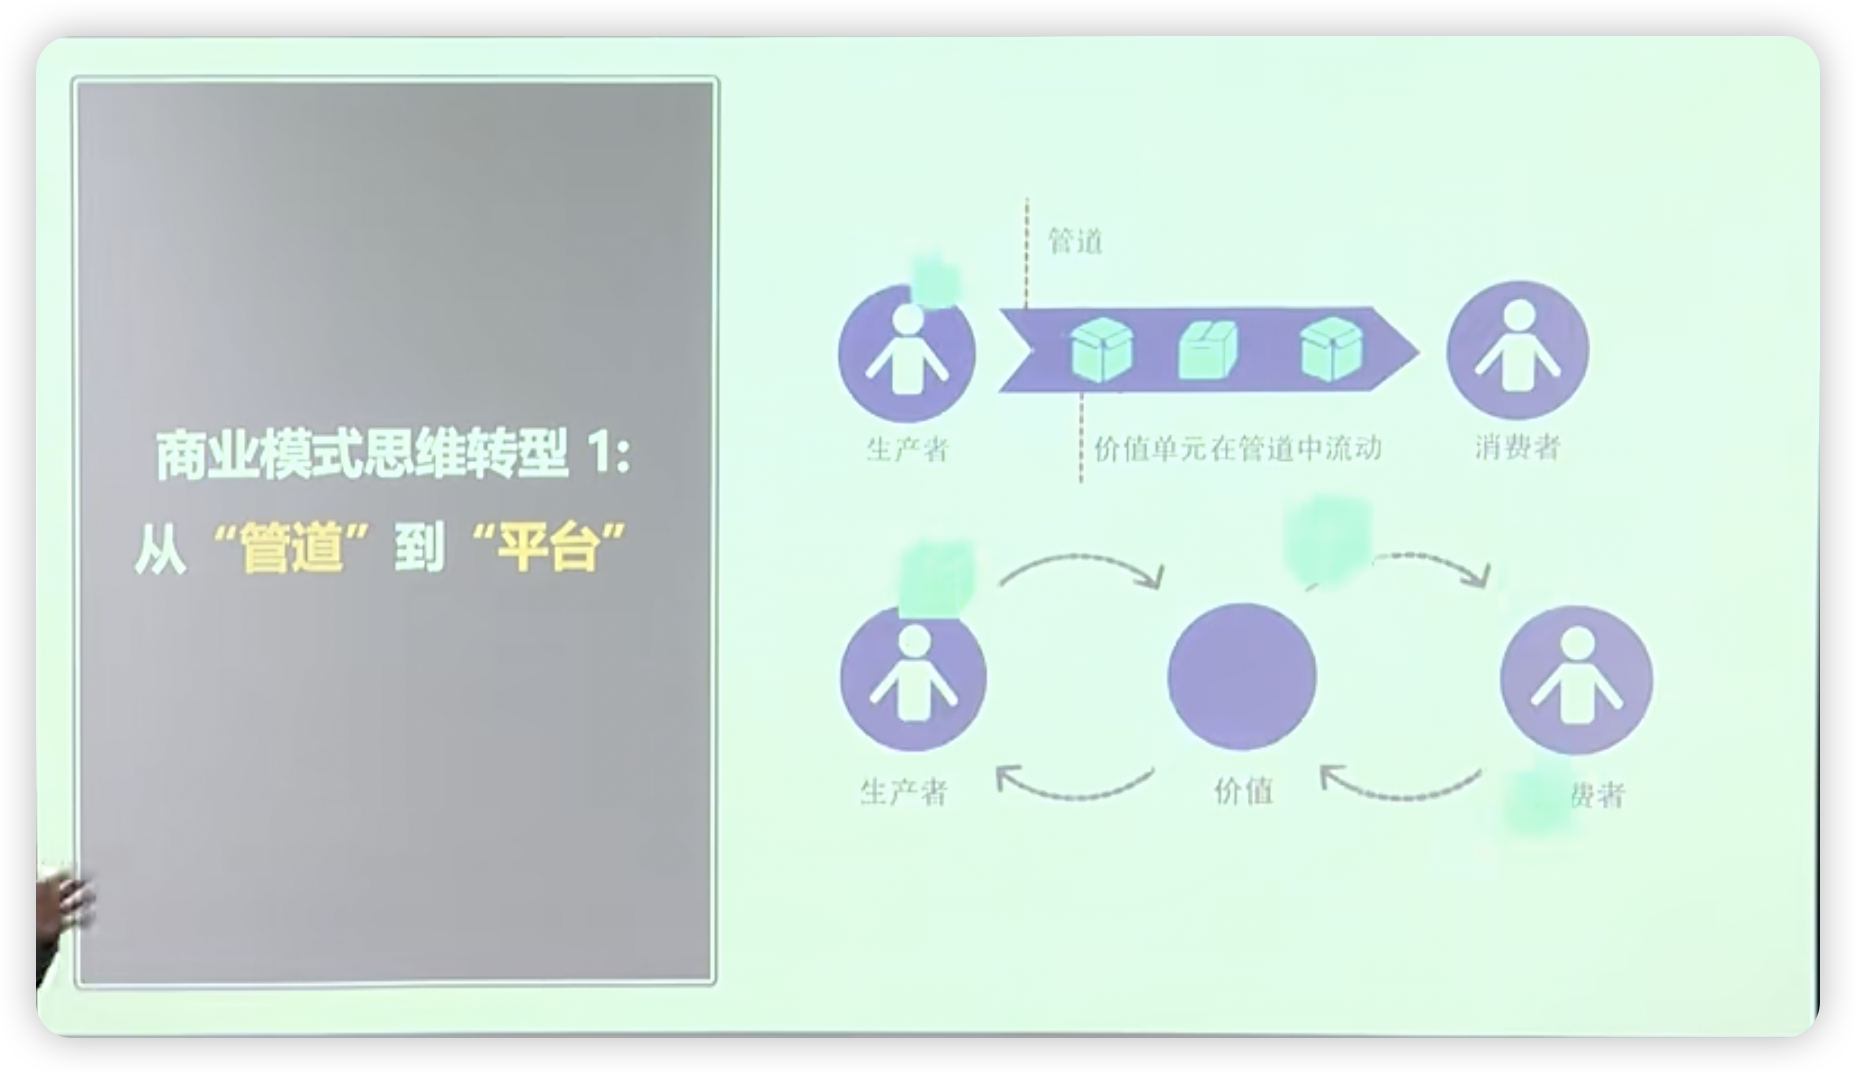 商业模式思维转型 1:
从 “管道” 到 “平台”
管道
生产者
价值单元在管道中流动
消费者
生产者
价值
费者